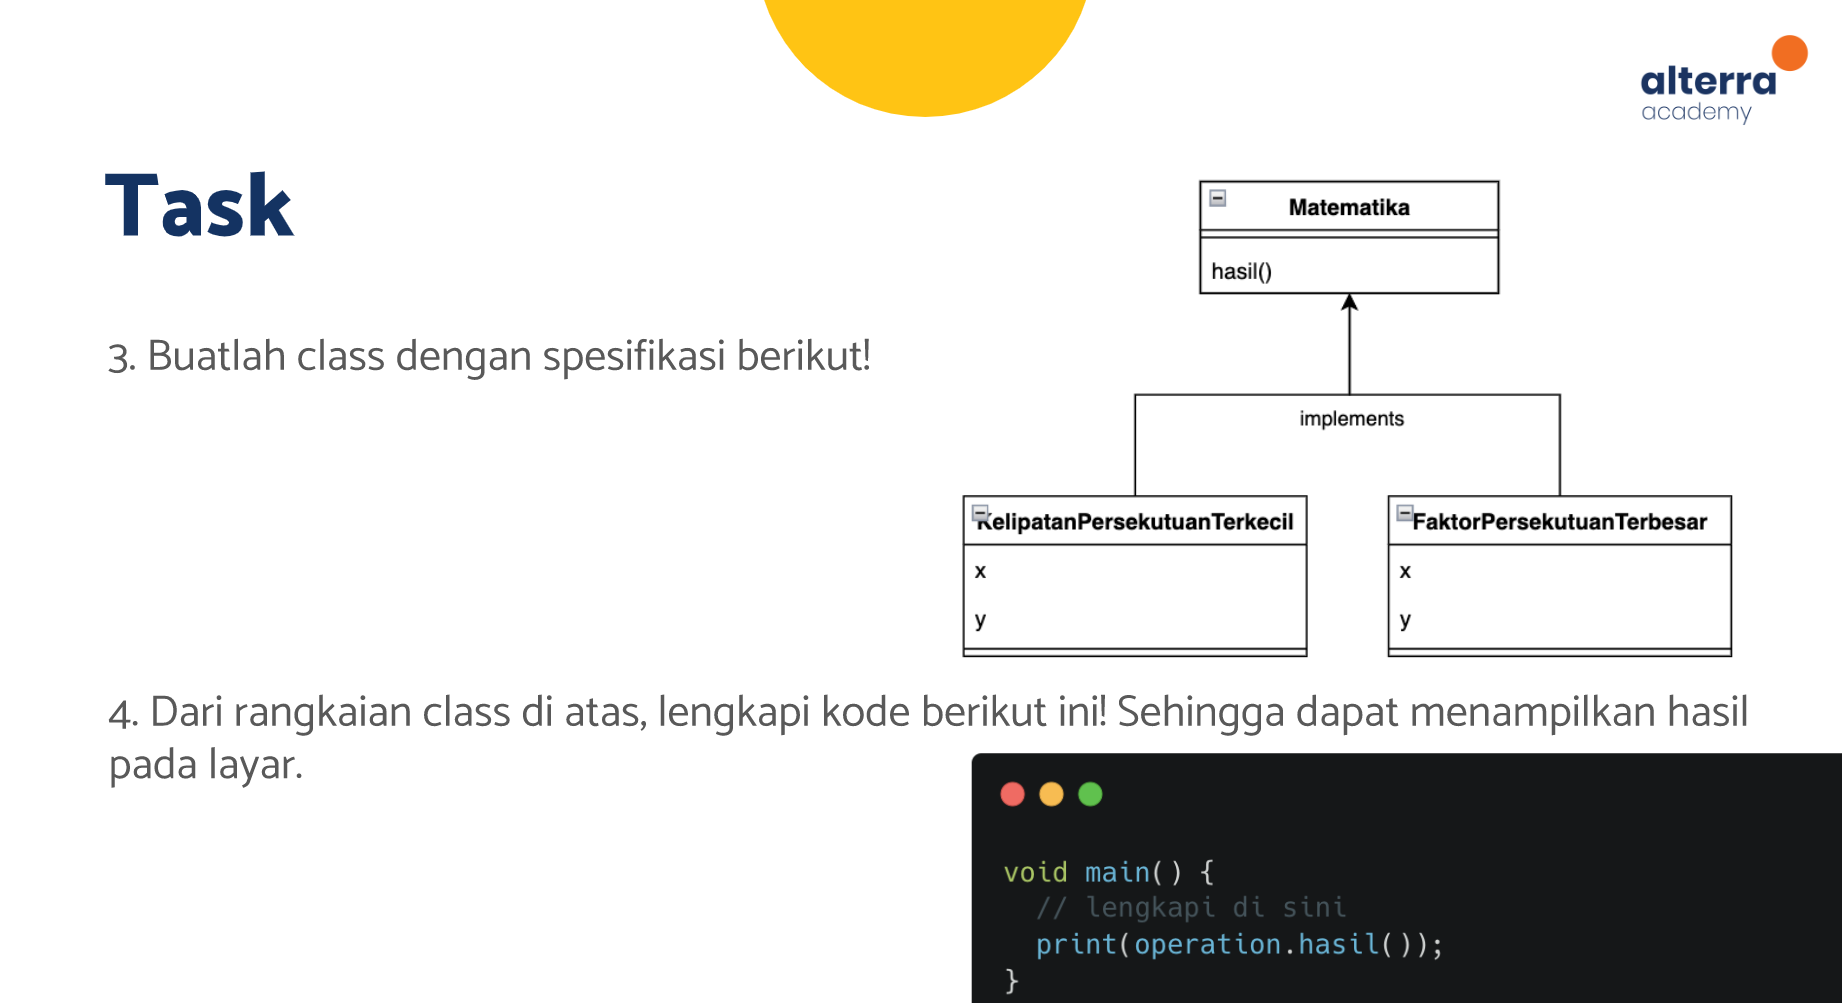 alterra
academy
Task
3. Buatlah class dengan spesifikasi berikut!
Matematika
hasil()
implements
KelipatanPersekutuanTerkecil
x
y
FaktorPersekutuanTerbesar
x
y
4. Dari rangkaian class di atas, lengkapi kode berikut ini! Sehingga dapat menampilkan hasil
pada layar.
void main() {
// lengkapi di sini
print(operation.hasil());
}